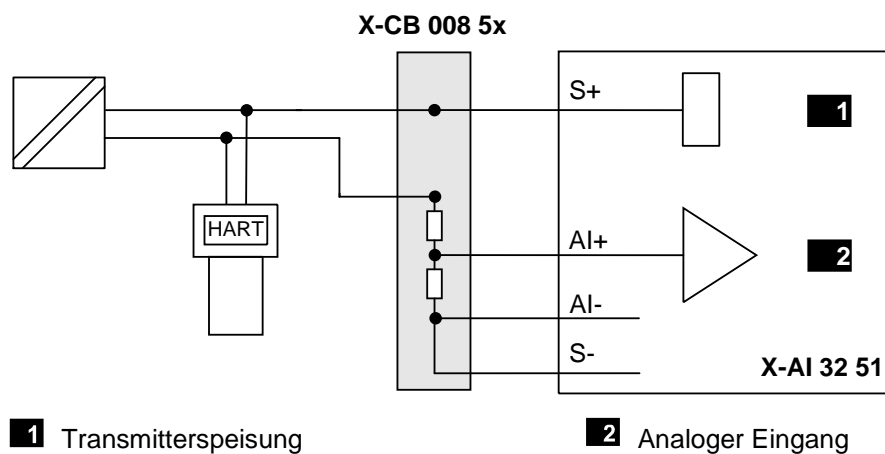 X-CB 008 5x
S+
1
HART
AI+
2
AI-
S-
X-AI 32 51
1 Transmitterspeisung
2 Analoger Eingang